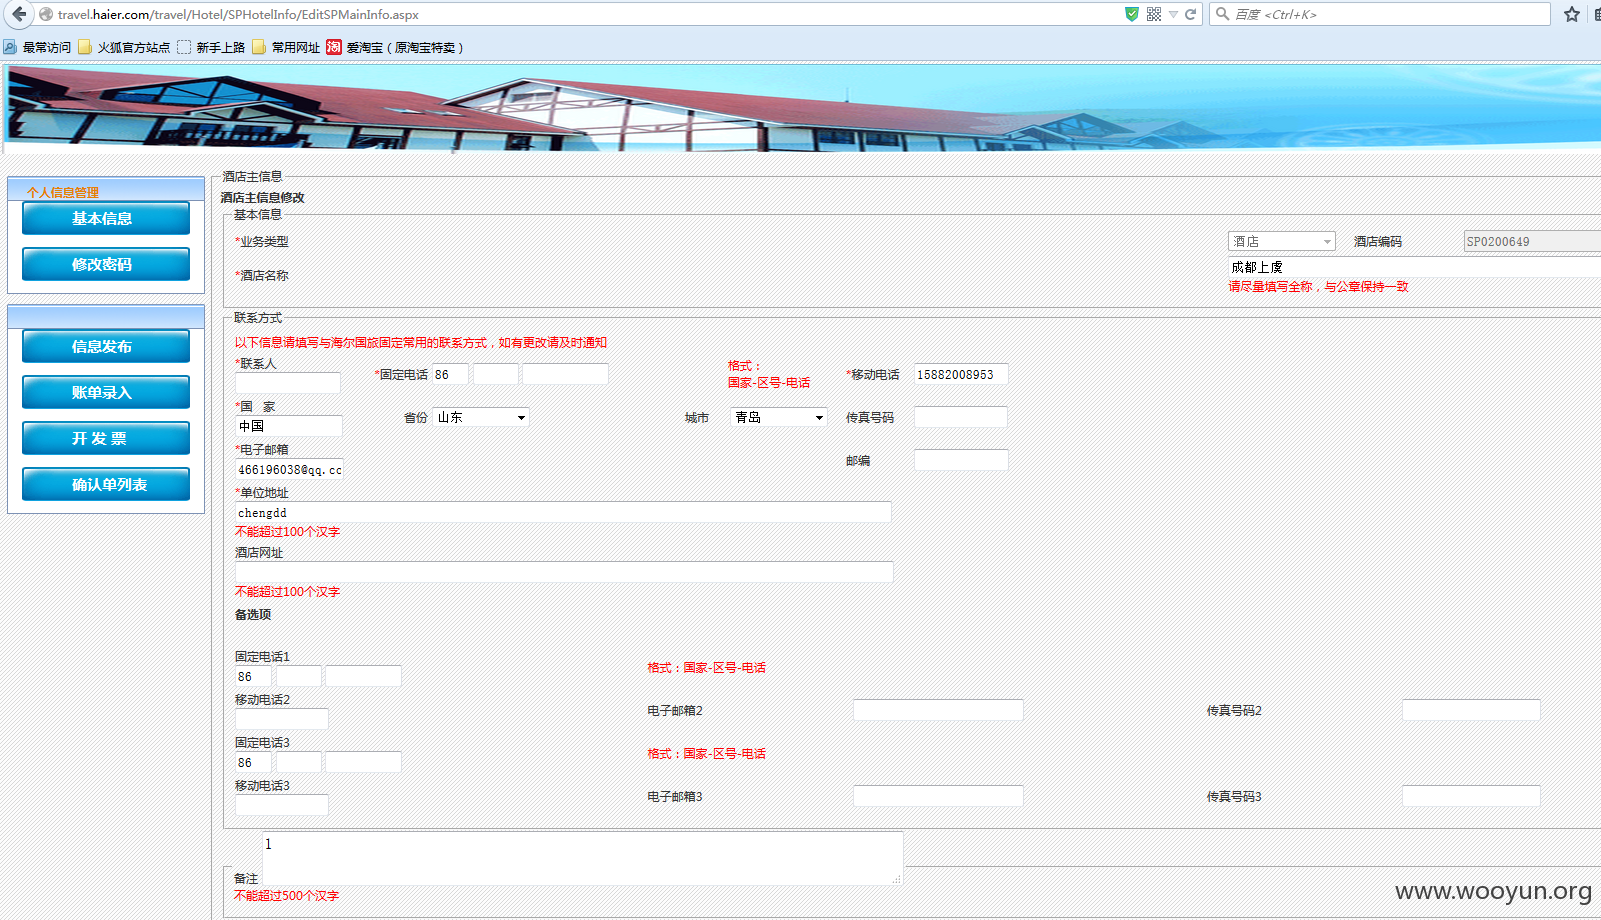 travel.haier.com/travel/Hotel/SPHotelInfo/EditSPMainInfo.aspx
百度 <Ctrl+K>
最常访问 火狐官方站点 新手上路 常用网址 淘 爱淘宝（原淘宝特卖）
个人信息管理
基本信息
修改密码
信息发布
账单录入
开 发 票
确认单列表
酒店主信息
酒店主信息修改
基本信息
*业务类型 酒店 酒店编码 SP0200649
*酒店名称 成都上虞
请尽量填写全称，与公章保持一致
联系方式
以下信息请填写与海尔国旅固定常用的联系方式，如有更改请及时通知
*联系人 *固定电话 86 格式：
国家-区号-电话 *移动电话 15882008953
*国 家
中国 省份 山东 城市 青岛 传真号码
*电子邮箱
466196038@qq.cc 邮编
*单位地址
chengdd
不能超过100个汉字
酒店网址
不能超过100个汉字
备选项
固定电话1
86 格式：国家-区号-电话
移动电话2
电子邮箱2 传真号码2
固定电话3
86 格式：国家-区号-电话
移动电话3
电子邮箱3 传真号码3
1
备注
不能超过500个汉字
www.wooyun.org